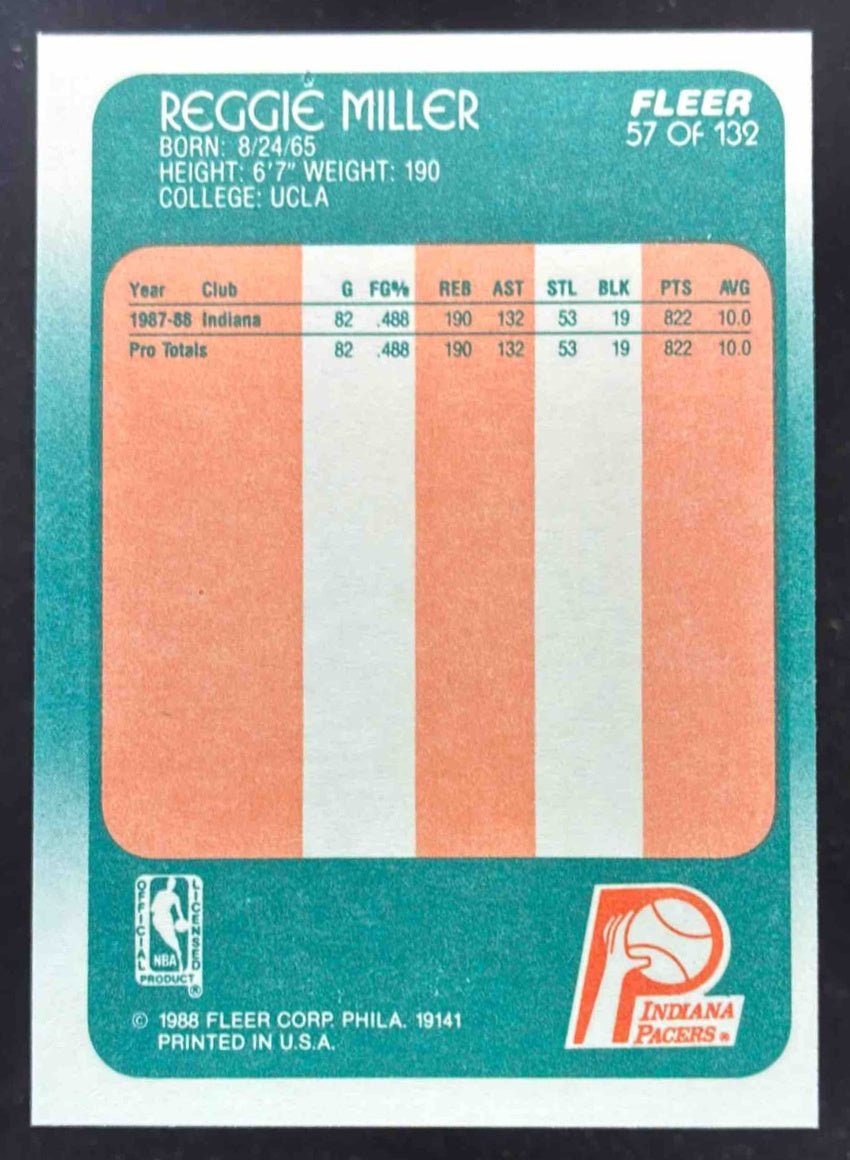 REGGIE MILLER
FLEER
57 OF 132
BORN: 8/24/65
HEIGHT: 6'7" WEIGHT: 190
COLLEGE: UCLA
Year Club G FG% REB AST STL BLK PTS AVG
1987-88 Indiana 82 .488 190 132 53 19 822 10.0
Pro Totals 82 .488 190 132 53 19 822 10.0
OFFICIAL LICENSED
NBA
PRODUCT ®
INDIANA
PACERS ®
© 1988 FLEER CORP. PHILA. 19141
PRINTED IN U.S.A.